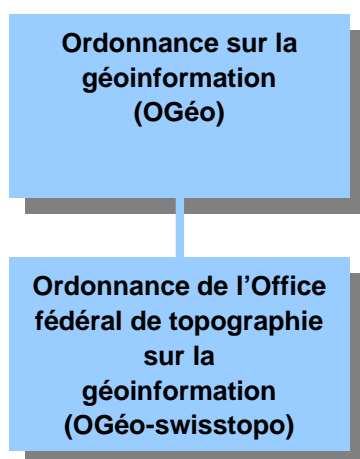 Ordonnance sur la
géoinformation
(OGéo)
Ordonnance de l’Office
fédéral de topographie
sur la
géoinformation
(OGéo-swisstopo)